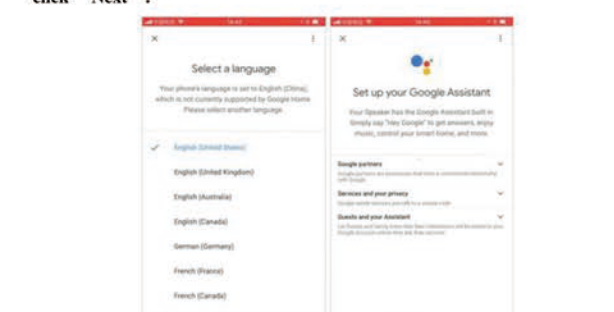 click "Next".
14:42
Select a language
Your phone's language is set to English (China),
which is not currently supported by Google Home
Please select another language
English (United States)
English (United Kingdom)
English (Australia)
English (Canada)
German (Germany)
French (France)
French (Canada)
Set up your Google Assistant
Your Speaker has the Google Assistant built in
Simply say "Hey Google" to get answers, enjoy
music, control your smart home, and more.
Google partners
Services and your privacy
Guests and your Assistant